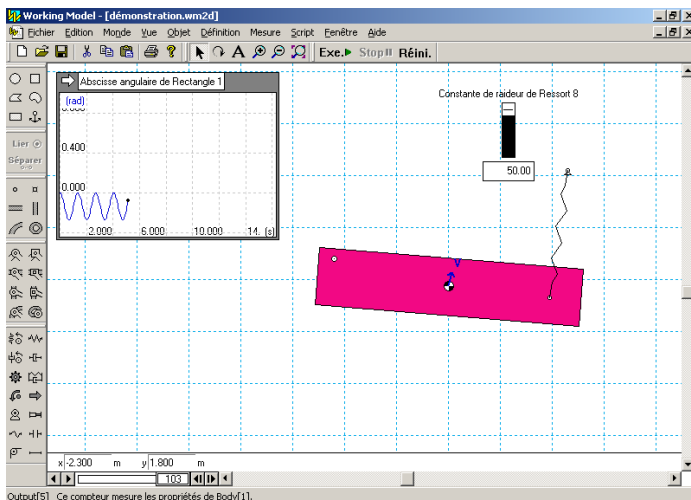 Working Model - [démonstration.wm2d]
Fichier Edition Monde Vue Objet Définition Mesure Script Fenêtre Aide
A Exe. Stop Réini.
Abscisse angulaire de Rectangle 1
(rad)
0.400
0.000
2.000 6.000 10.000 14. (s)
Constante de raideur de Ressort 8
50.00
Lier
Séparer
V
x -2.300 m y 1.800 m
103
Output[5] Ce compteur mesure les propriétés de Body[1].